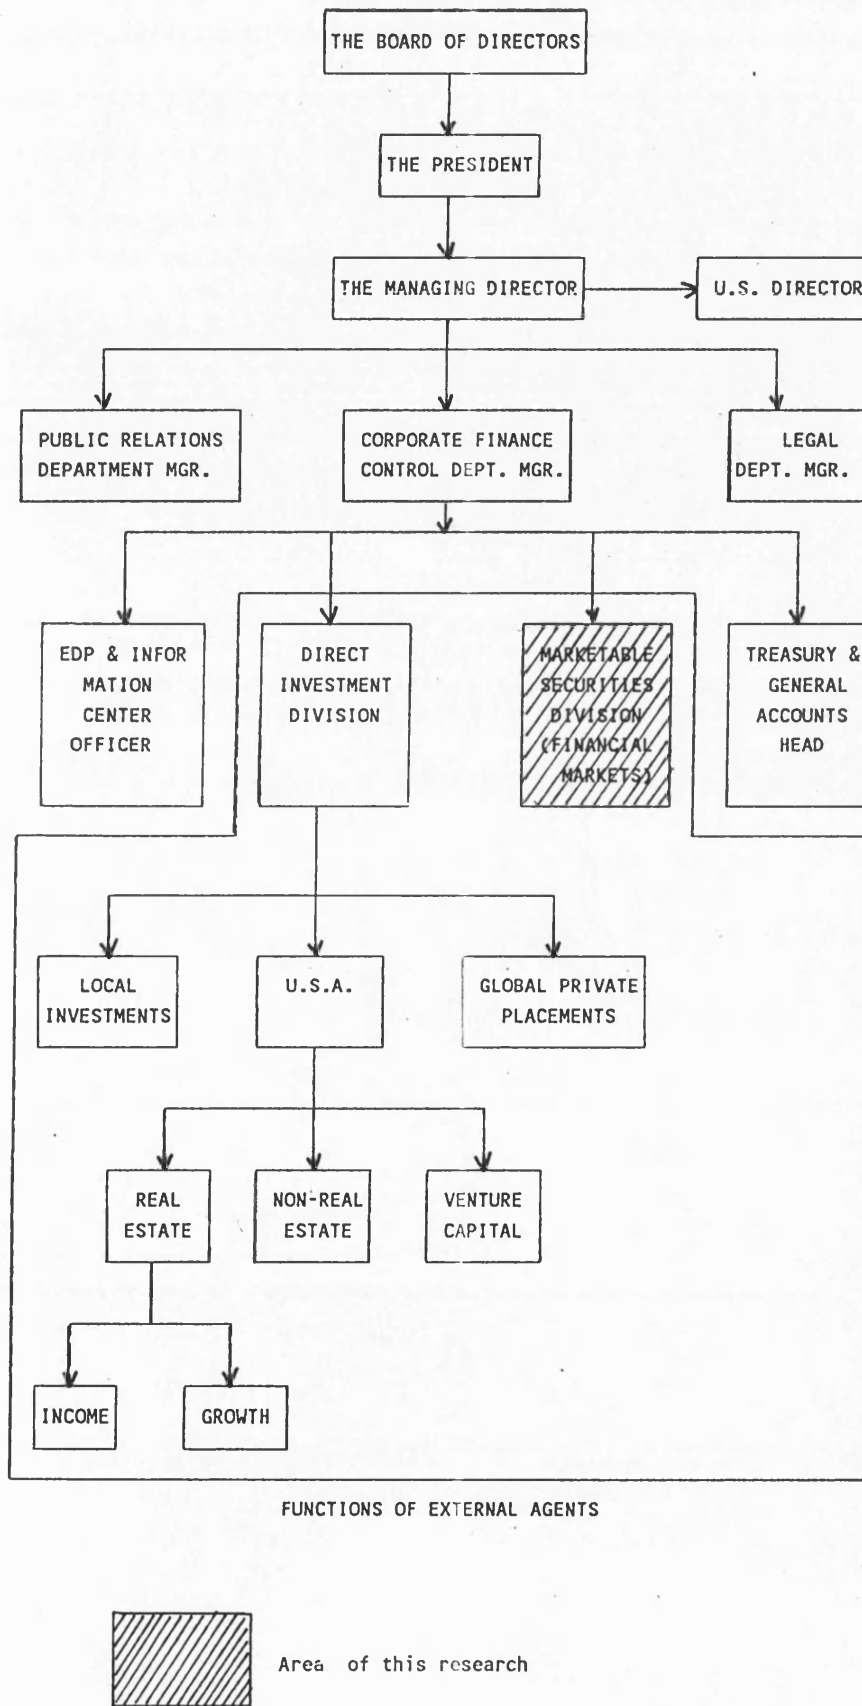 THE BOARD OF DIRECTORS
THE PRESIDENT
THE MANAGING DIRECTOR
U.S. DIRECTOR
PUBLIC RELATIONS
DEPARTMENT MGR.
CORPORATE FINANCE
CONTROL DEPT. MGR.
LEGAL
DEPT. MGR.
EDP & INFOR
MATION
CENTER
OFFICER
DIRECT
INVESTMENT
DIVISION
MARKETABLE
SECURITIES
DIVISION
(FINANCIAL
MARKETS)
TREASURY &
GENERAL
ACCOUNTS
HEAD
LOCAL
INVESTMENTS
U.S.A.
GLOBAL PRIVATE
PLACEMENTS
REAL
ESTATE
NON-REAL
ESTATE
VENTURE
CAPITAL
INCOME
GROWTH
FUNCTIONS OF EXTERNAL AGENTS
Area of this research